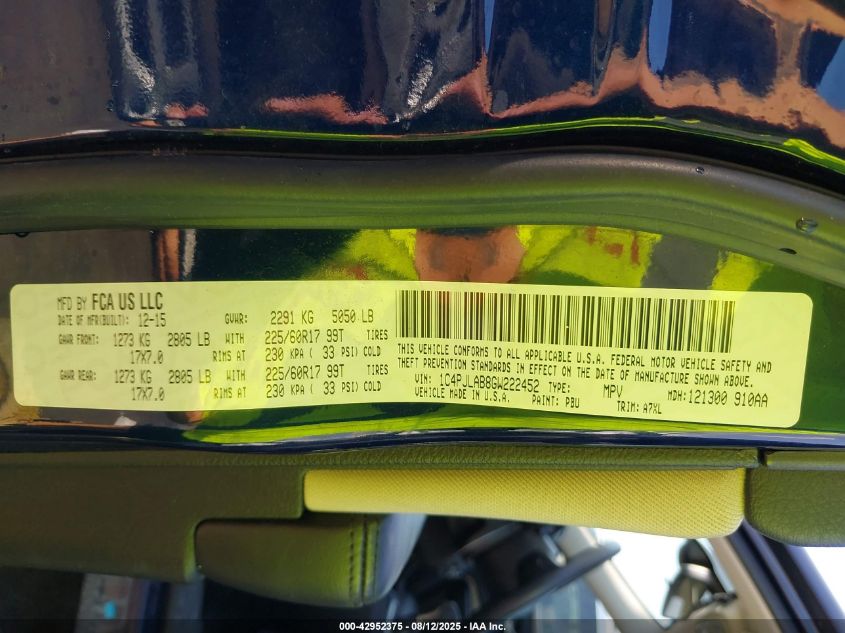 MFD BY FCA US LLC
DATE OF MFR(BUILT): 12-15 GVWR: 2291 KG 5050 LB
GAWR FRONT: 1273 KG 2805 LB WITH 225/60R17 99T TIRES
17X7.0 RIMS AT 230 KPA ( 33 PSI) COLD
GAWR REAR: 1273 KG 2805 LB WITH 225/60R17 99T TIRES
17X7.0 RIMS AT 230 KPA ( 33 PSI) COLD
THIS VEHICLE CONFORMS TO ALL APPLICABLE U.S.A. FEDERAL MOTOR VEHICLE SAFETY AND
THEFT PREVENTION STANDARDS IN EFFECT ON THE DATE OF MANUFACTURE SHOWN ABOVE.
VIN: 1C4PJLAB8GW222452 TYPE: MPV MDH: 121300 910AA
VEHICLE MADE IN U.S.A. PAINT: PBU TRIM: A7XL
000-42952375 - 08/12/2025 - IAA Inc.